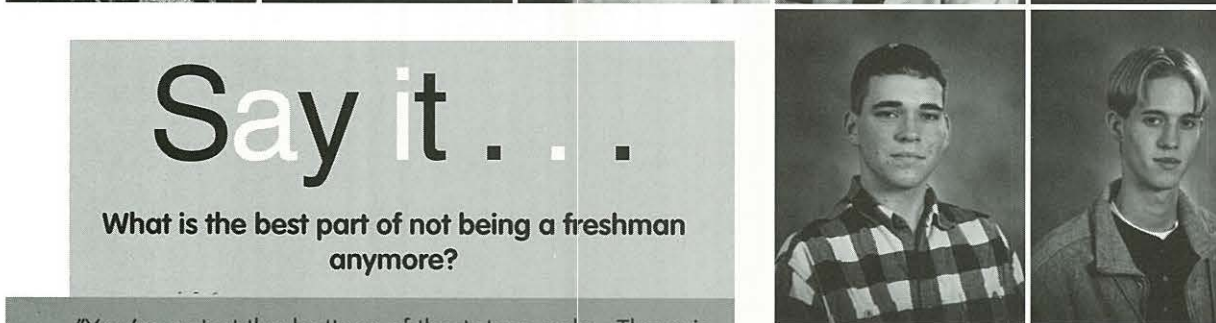 Say it . . .
What is the best part of not being a freshman
anymore?